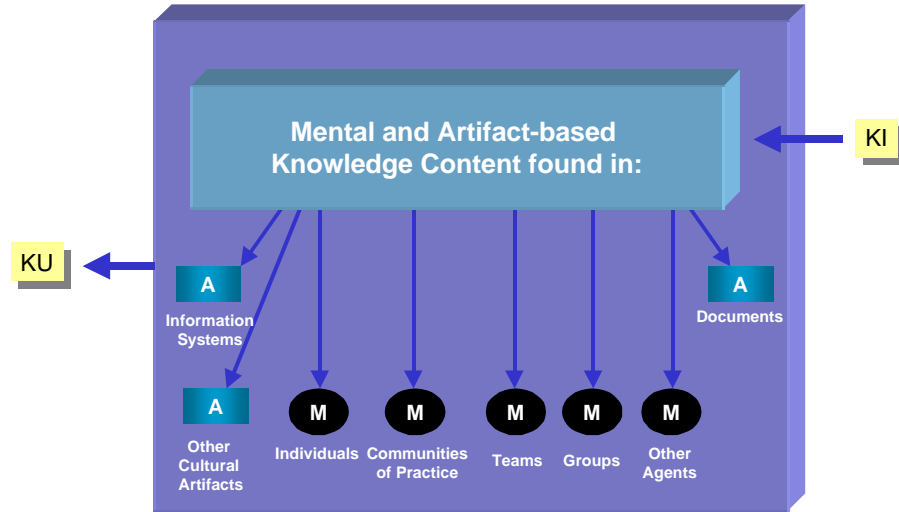 Mental and Artifact-based
Knowledge Content found in:
KI
KU
A
Information
Systems
A
Documents
A
Other
Cultural
Artifacts
M
Individuals
M
Communities
of Practice
M
Teams
M
Groups
M
Other
Agents